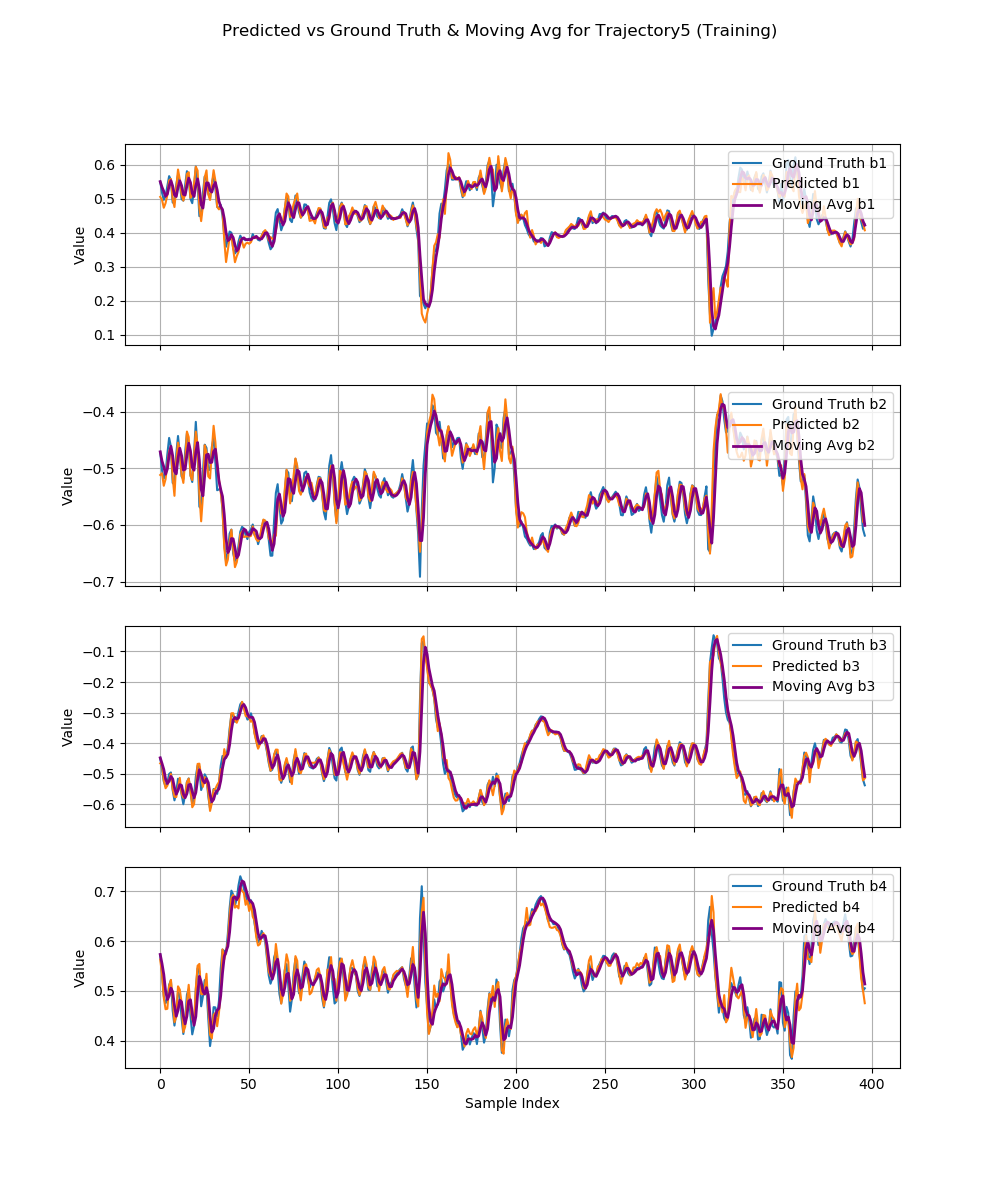 Predicted vs Ground Truth & Moving Avg for Trajectory5 (Training)
0.6
0.5
0.4
0.3
0.2
0.1
Value
Ground Truth b1
Predicted b1
Moving Avg b1
−0.4
−0.5
−0.6
−0.7
Value
Ground Truth b2
Predicted b2
Moving Avg b2
−0.1
−0.2
−0.3
−0.4
−0.5
−0.6
Value
Ground Truth b3
Predicted b3
Moving Avg b3
0.7
0.6
0.5
0.4
Value
Ground Truth b4
Predicted b4
Moving Avg b4
0 50 100 150 200 250 300 350 400
Sample Index